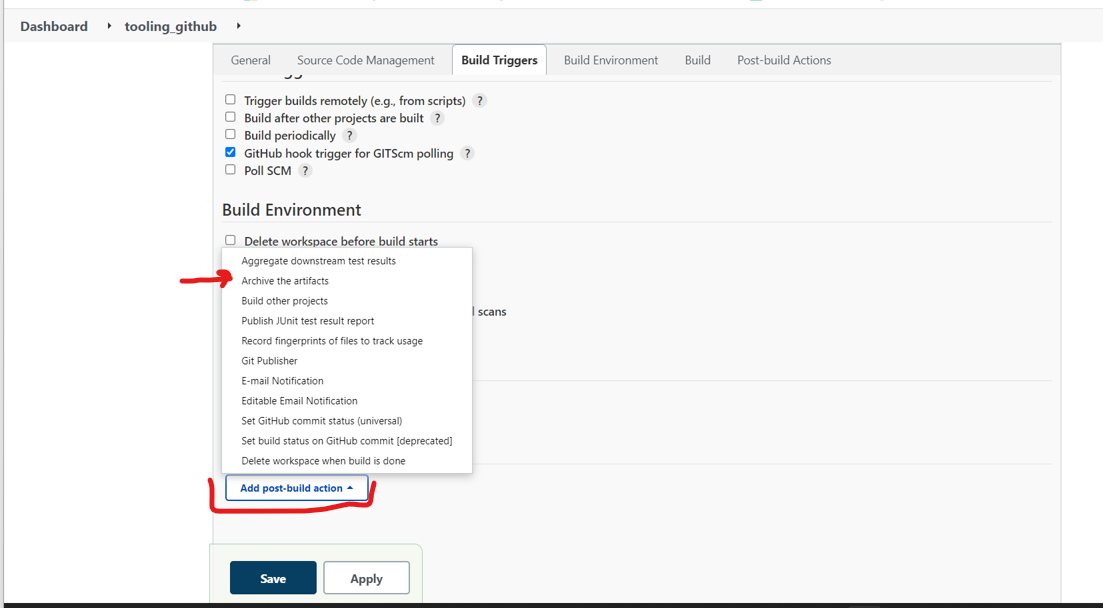 Dashboard tooling_github
General Source Code Management Build Triggers Build Environment Build Post-build Actions
Trigger builds remotely (e.g., from scripts) ?
Build after other projects are built ?
Build periodically ?
GitHub hook trigger for GITScm polling ?
Poll SCM ?
Build Environment
Delete workspace before build starts
Aggregate downstream test results
Archive the artifacts
Build other projects
scans
Publish JUnit test result report
Record fingerprints of files to track usage
Git Publisher
E-mail Notification
Editable Email Notification
Set GitHub commit status (universal)
Set build status on GitHub commit [deprecated]
Delete workspace when build is done
Add post-build action
Save Apply